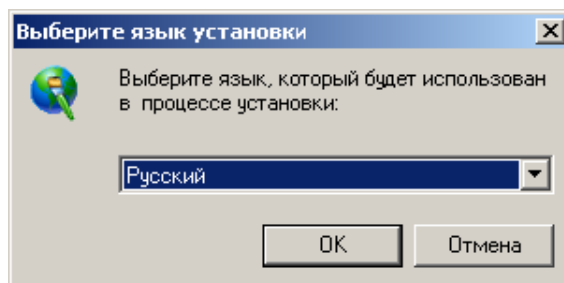 Выберите язык установки
Выберите язык, который будет использован
в процессе установки:
Русский
OK
Отмена